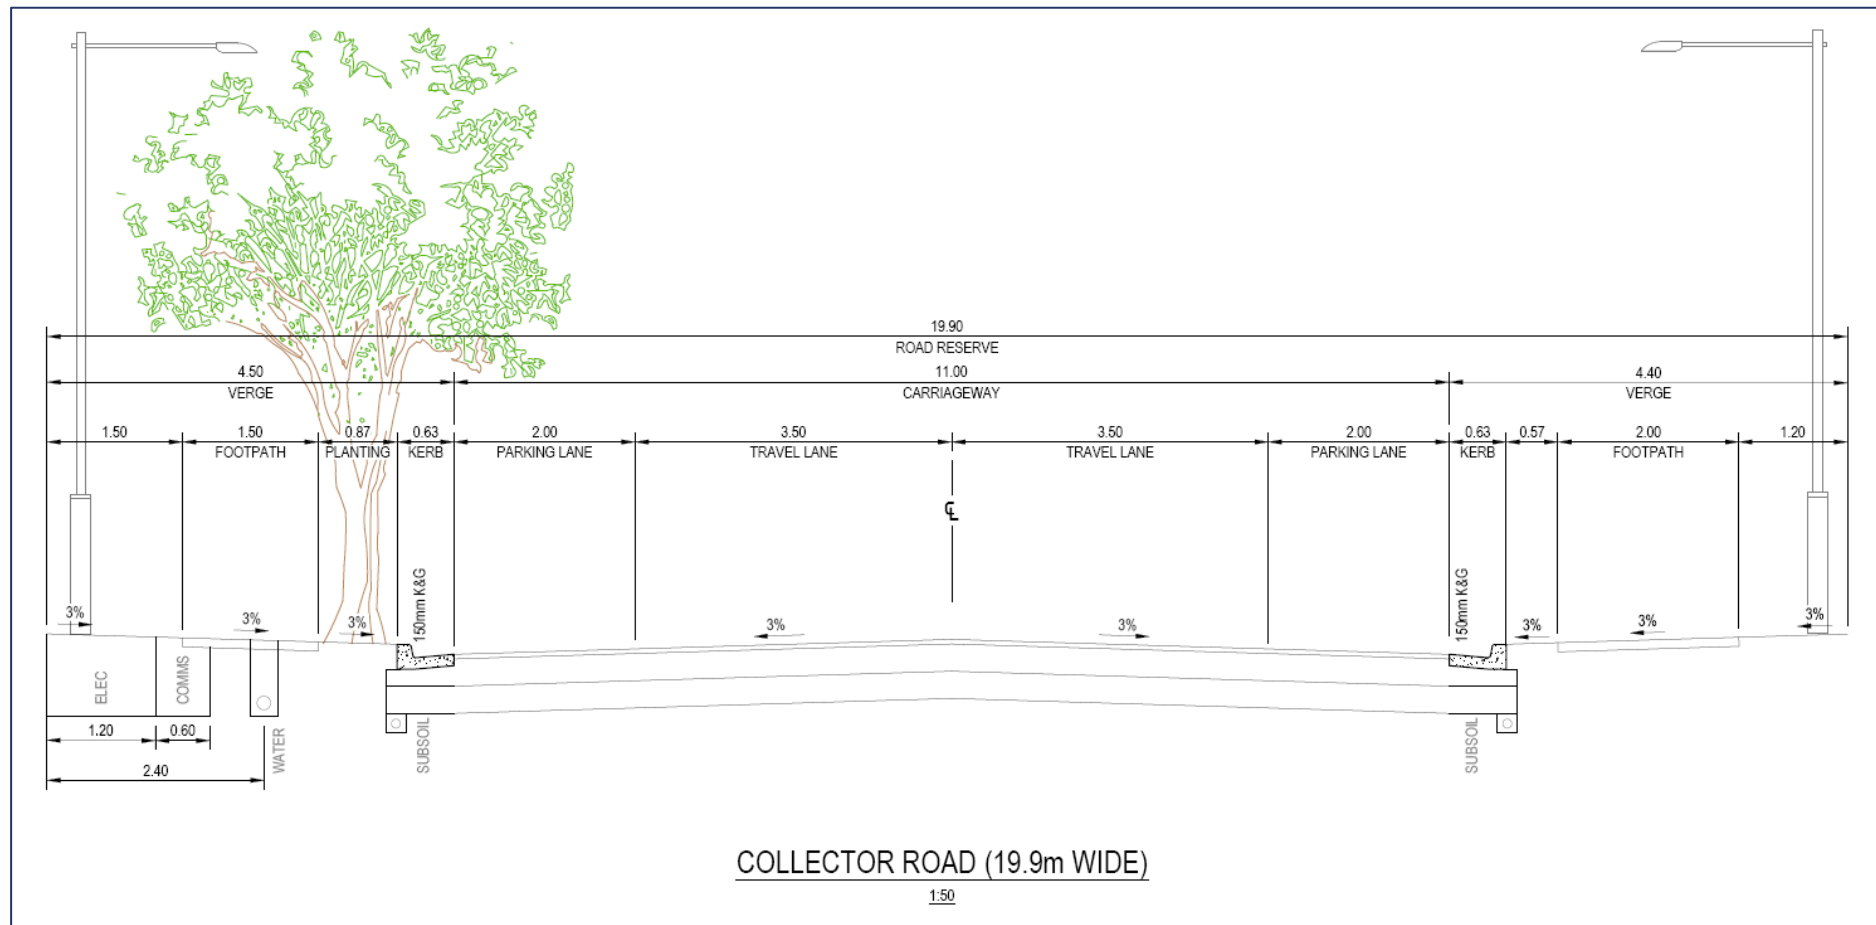 19.90
ROAD RESERVE
4.50
VERGE
11.00
CARRIAGEWAY
4.40
VERGE
1.50
1.50
FOOTPATH
0.87
PLANTING
0.63
KERB
2.00
PARKING LANE
3.50
TRAVEL LANE
3.50
TRAVEL LANE
2.00
PARKING LANE
0.63
KERB
0.57
2.00
FOOTPATH
1.20
℄
150mm K&G
150mm K&G
3%
3%
3%
3%
3%
3%
3%
3%
ELEC
COMMS
WATER
SUBSOIL
SUBSOIL
1.20
0.60
2.40
COLLECTOR ROAD (19.9m WIDE)
1:50